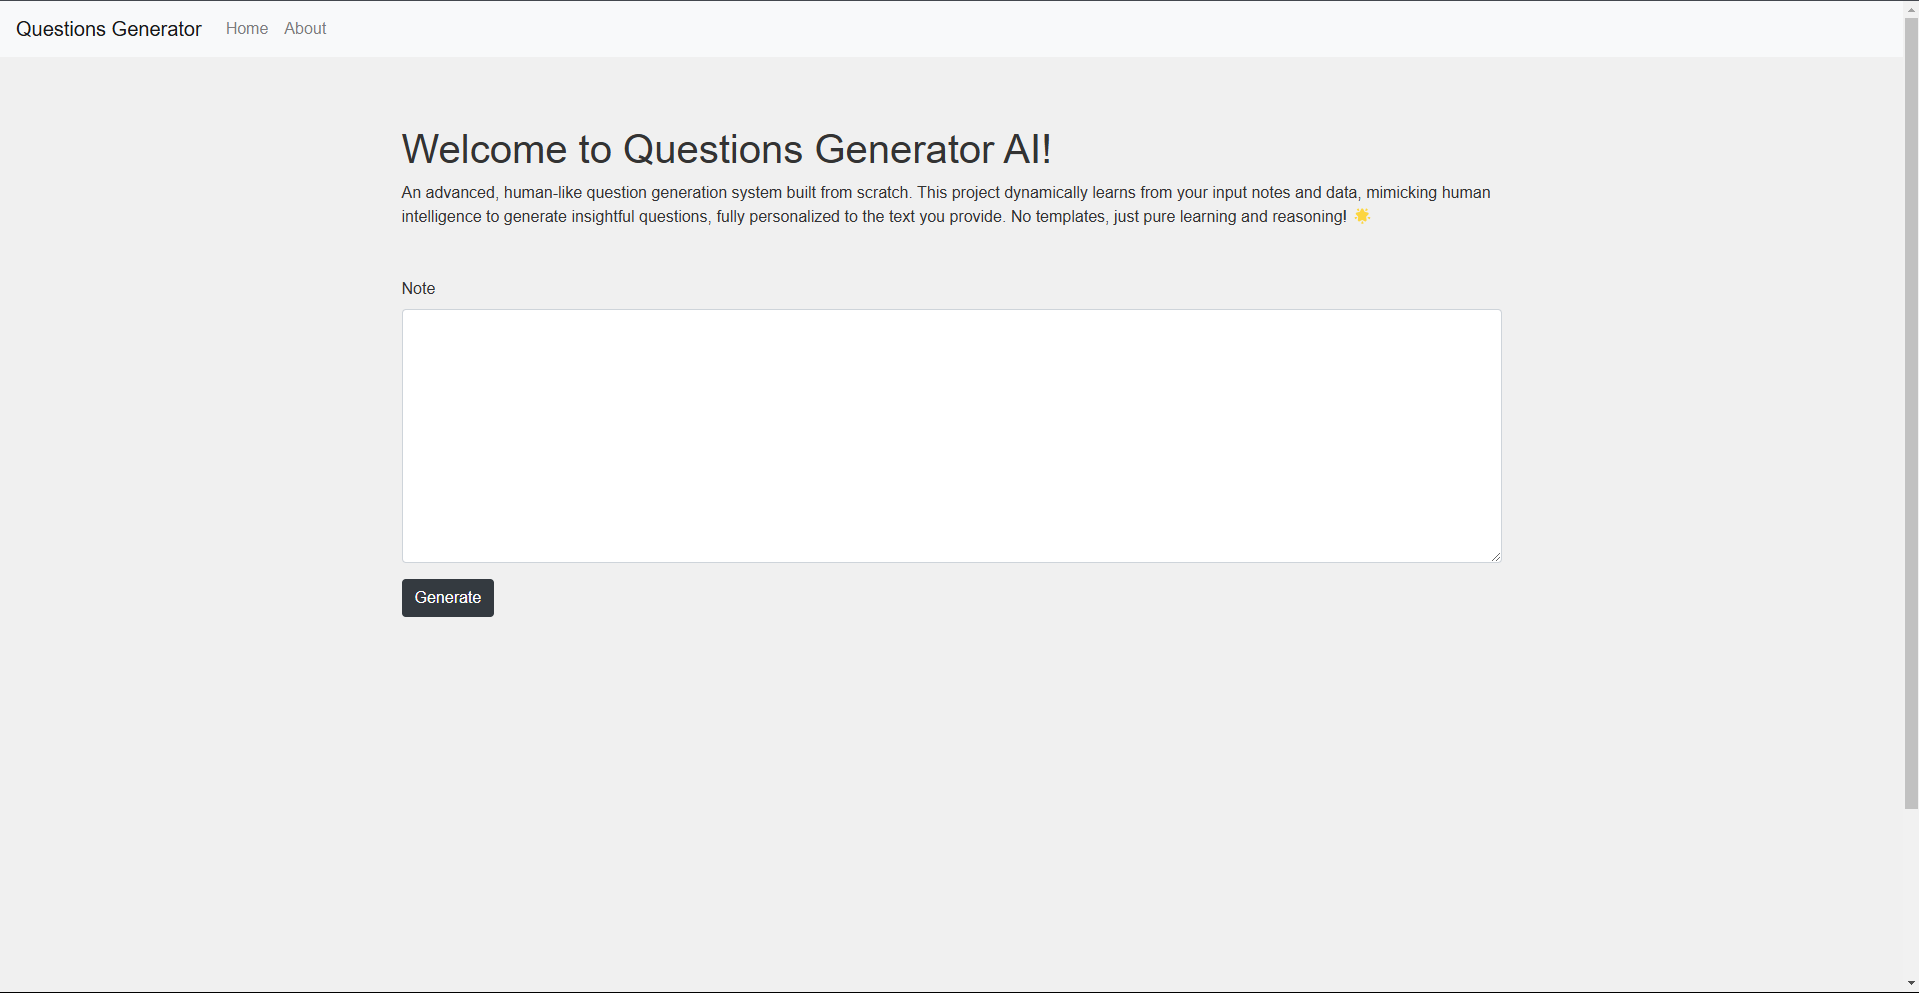 Questions Generator Home About
Welcome to Questions Generator AI!
An advanced, human-like question generation system built from scratch. This project dynamically learns from your input notes and data, mimicking human
intelligence to generate insightful questions, fully personalized to the text you provide. No templates, just pure learning and reasoning! 🌟
Note
Generate